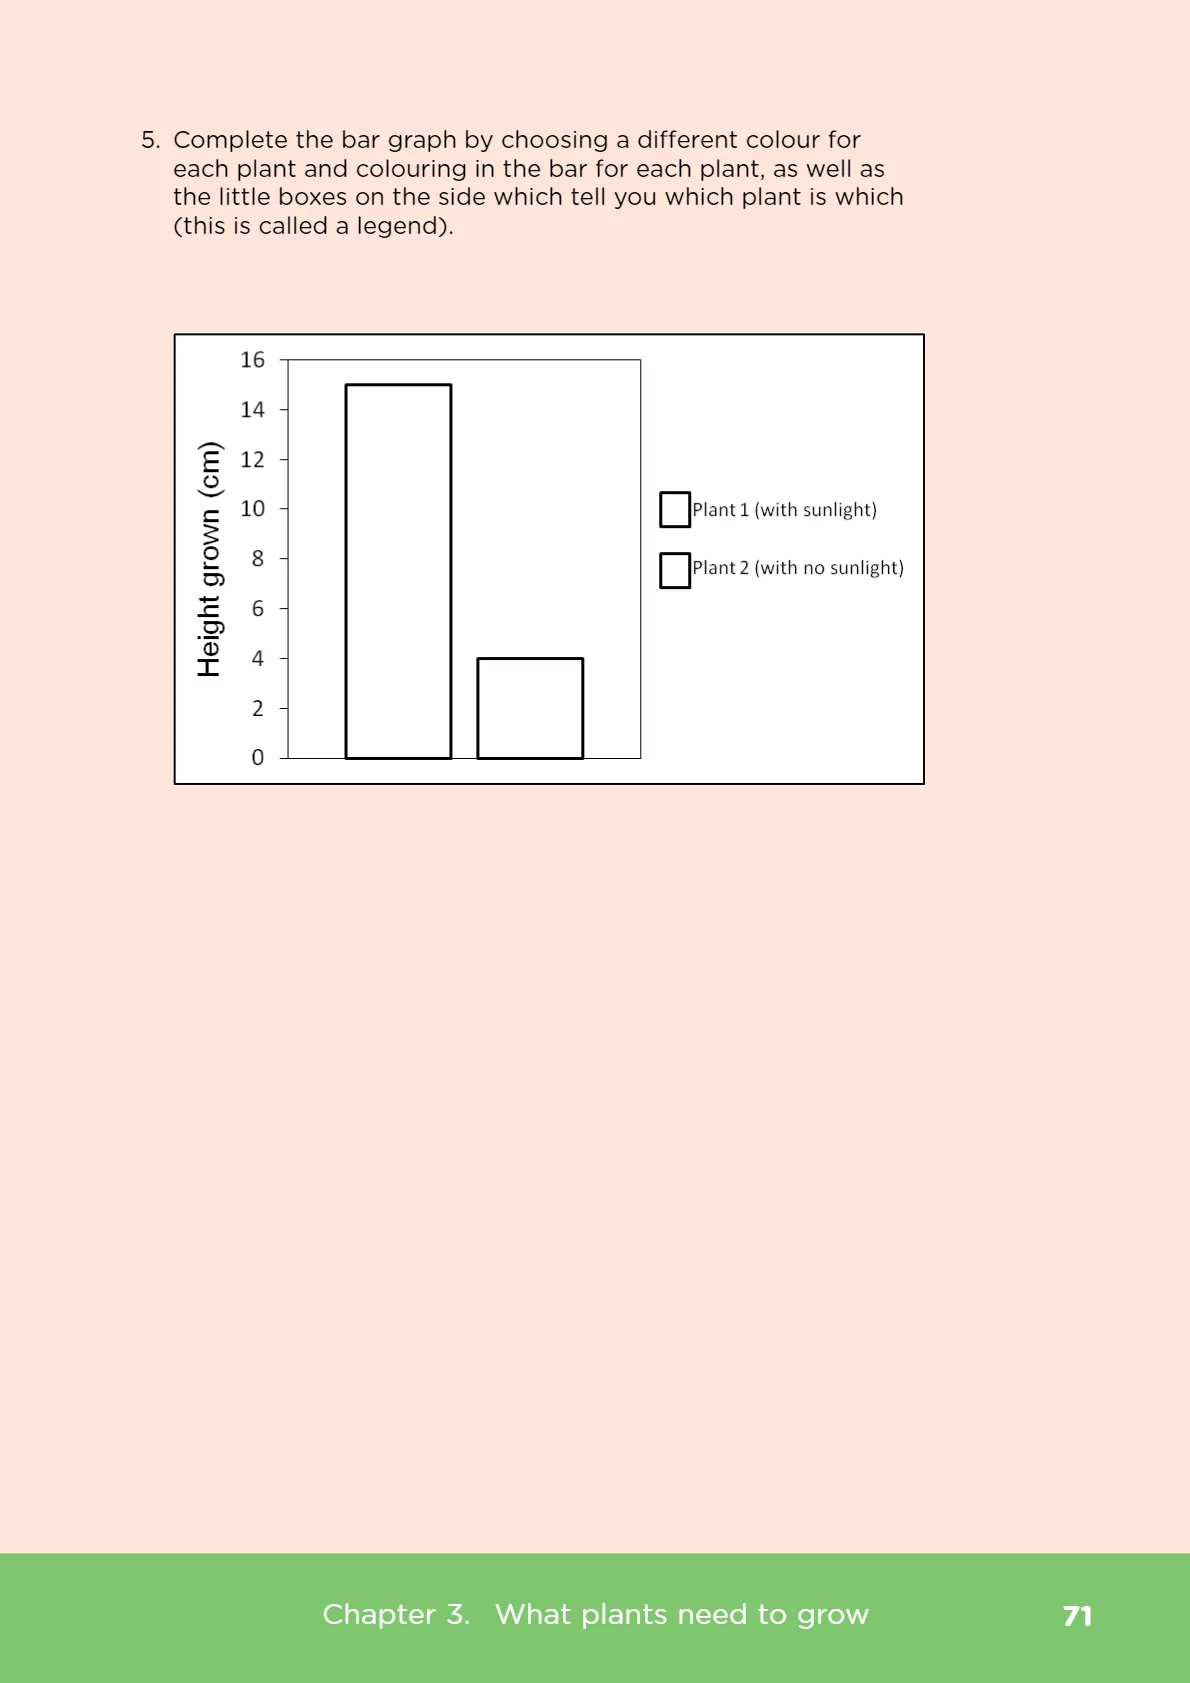 5. Complete the bar graph by choosing a different colour for
each plant and colouring in the bar for each plant, as well as
the little boxes on the side which tell you which plant is which
(this is called a legend).
Height grown (cm)
16
14
12
10
8
6
4
2
0
Plant 1 (with sunlight)
Plant 2 (with no sunlight)
Chapter 3. What plants need to grow 71